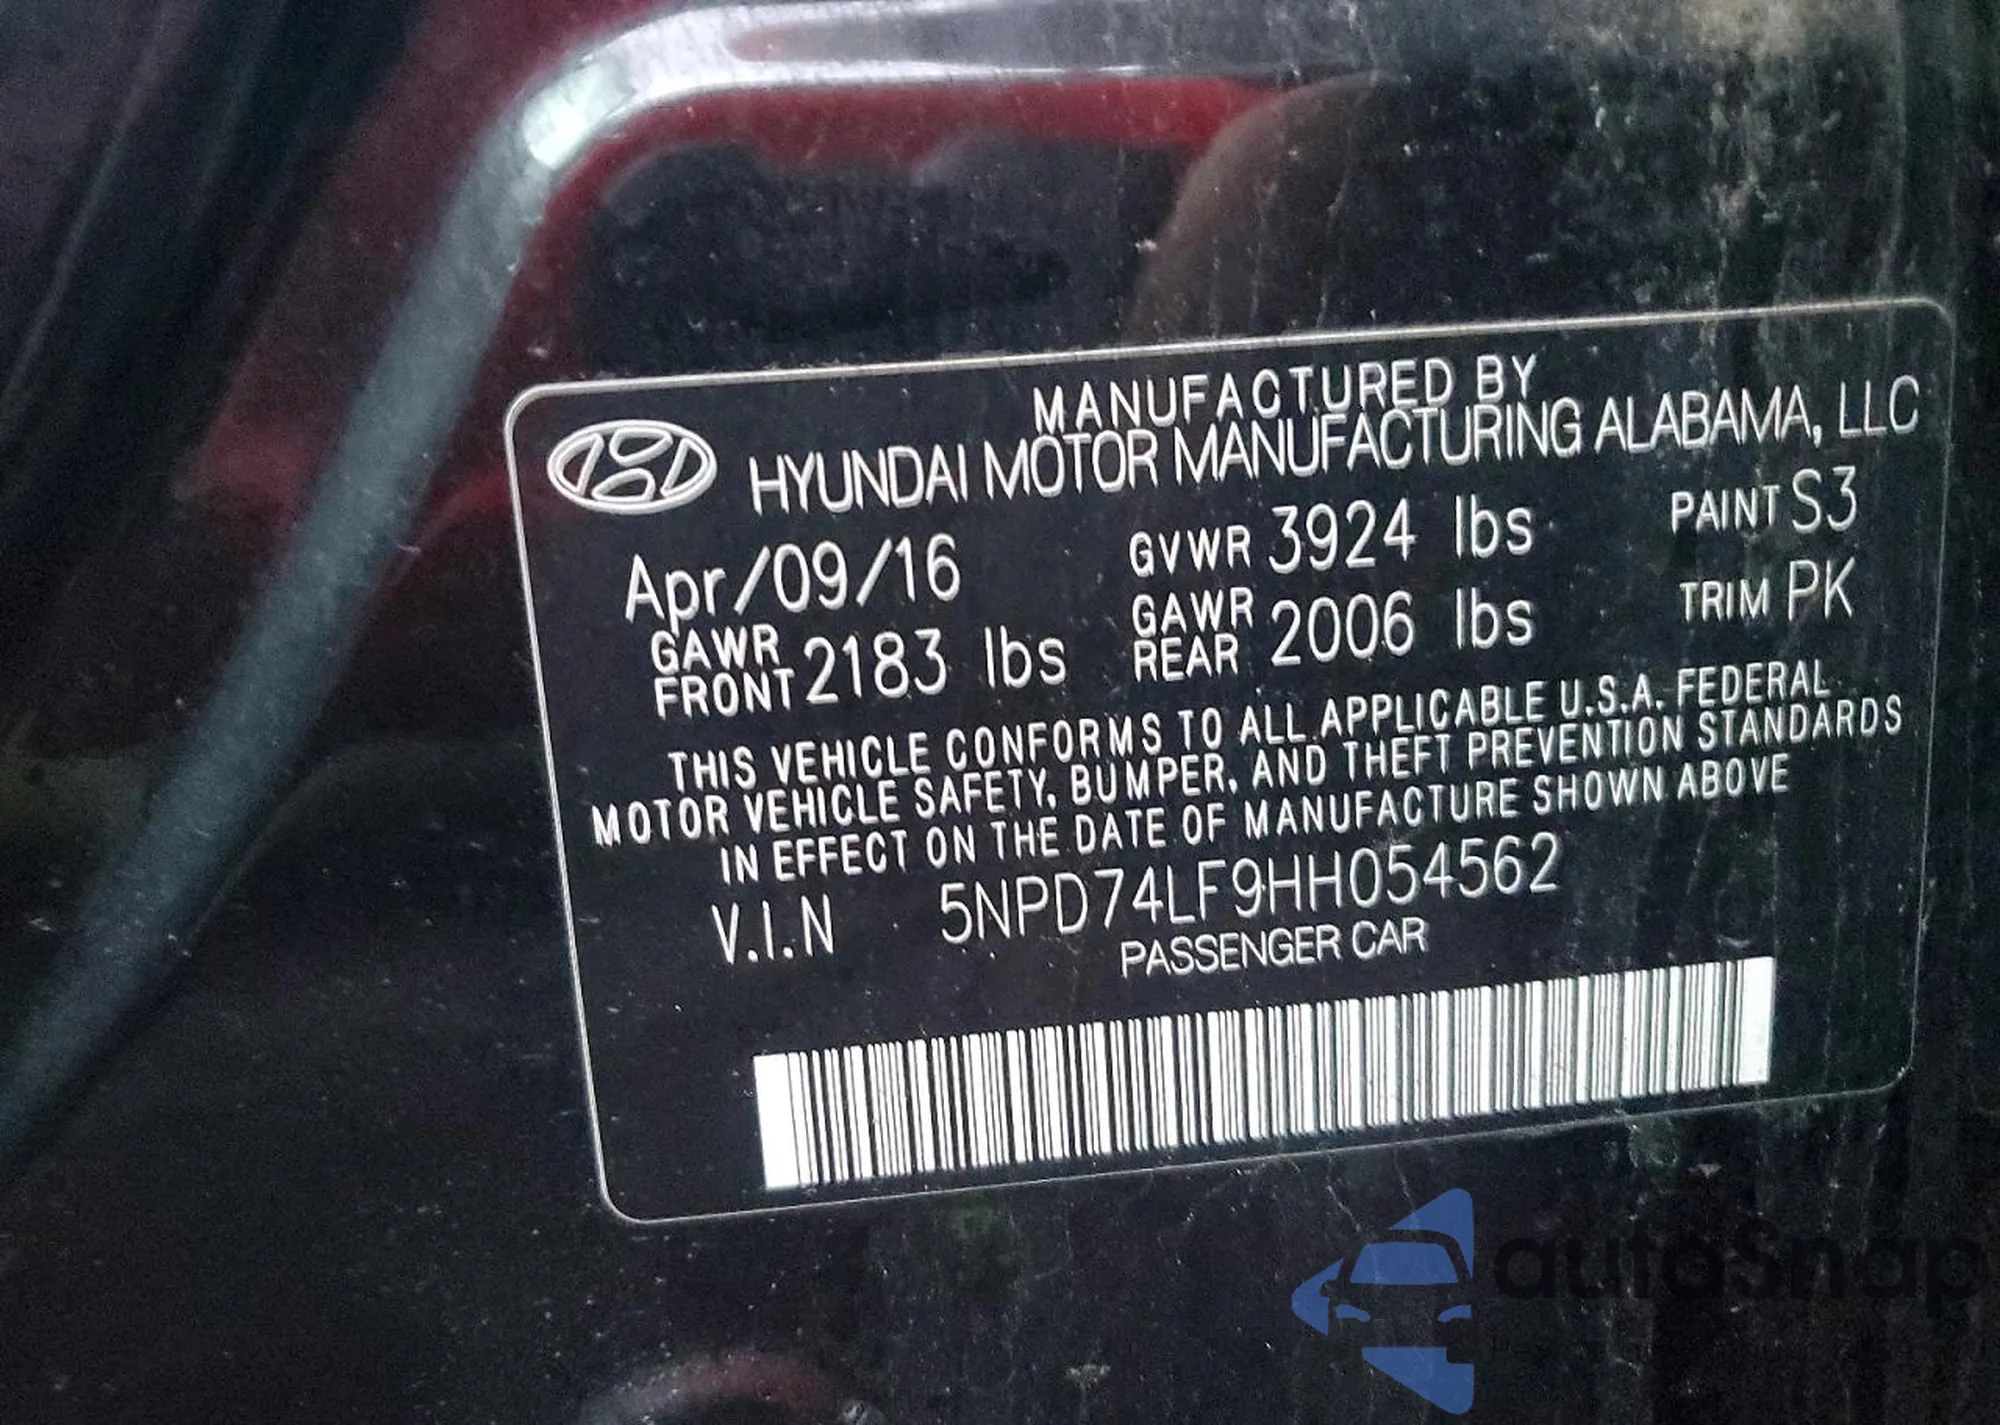 MANUFACTURED BY
HYUNDAI MOTOR MANUFACTURING ALABAMA, LLC
Apr/09/16 GVWR 3924 lbs PAINT S3
GAWR FRONT 2183 lbs GAWR REAR 2006 lbs TRIM PK
THIS VEHICLE CONFORMS TO ALL APPLICABLE U.S.A. FEDERAL
MOTOR VEHICLE SAFETY, BUMPER, AND THEFT PREVENTION STANDARDS
IN EFFECT ON THE DATE OF MANUFACTURE SHOWN ABOVE
V.I.N 5NPD74LF9HH054562
PASSENGER CAR
autoSnap